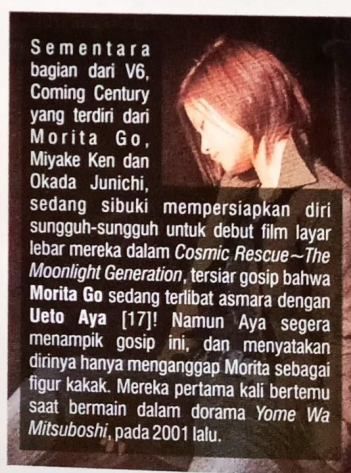 Sementara
bagian dari V6,
Coming Century
yang terdiri dari
Morita Go,
Miyake Ken dan
Okada Junichi,
sedang sibuki mempersiapkan diri
sungguh-sungguh untuk debut film layar
lebar mereka dalam Cosmic Rescue~The
Moonlight Generation, tersiar gosip bahwa
Morita Go sedang terlibat asmara dengan
Ueto Aya [17]! Namun Aya segera
menampik gosip ini, dan menyatakan
dirinya hanya menganggap Morita sebagai
figur kakak. Mereka pertama kali bertemu
saat bermain dalam dorama Yome Wa
Mitsuboshi, pada 2001 lalu.